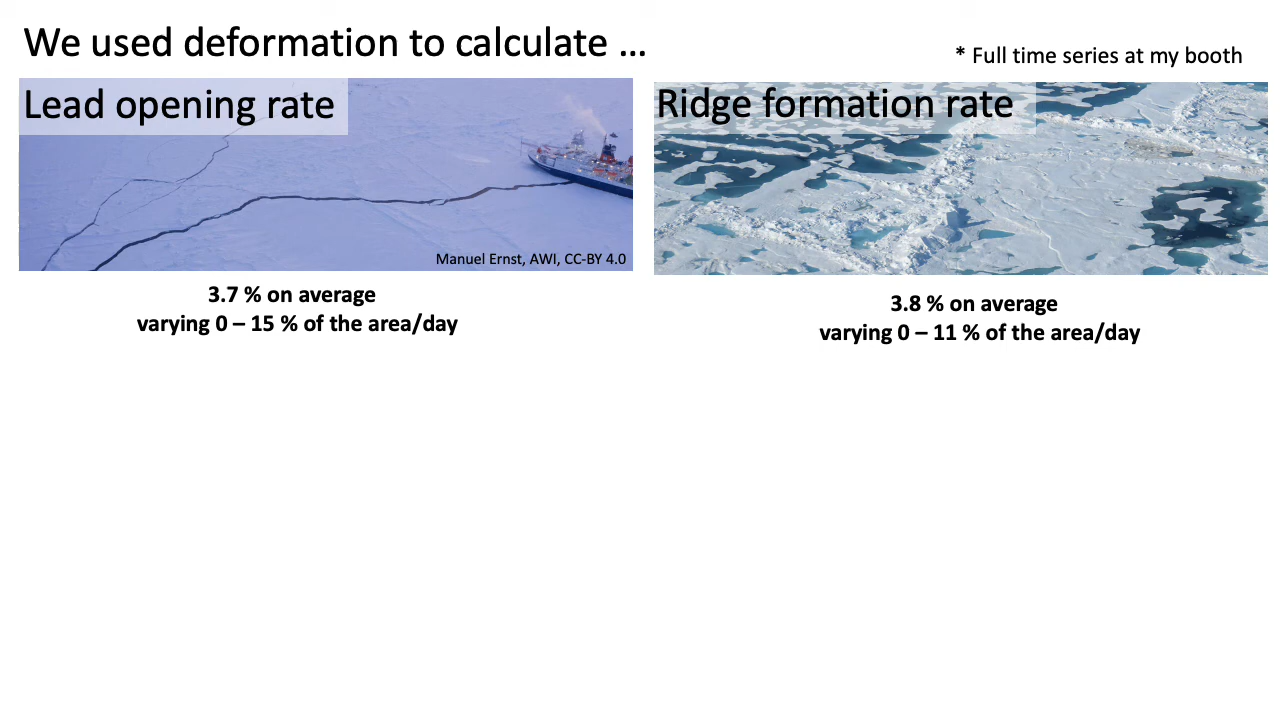 We used deformation to calculate …
* Full time series at my booth
Lead opening rate
Manuel Ernst, AWI, CC-BY 4.0
3.7 % on average
varying 0 – 15 % of the area/day
Ridge formation rate
3.8 % on average
varying 0 – 11 % of the area/day